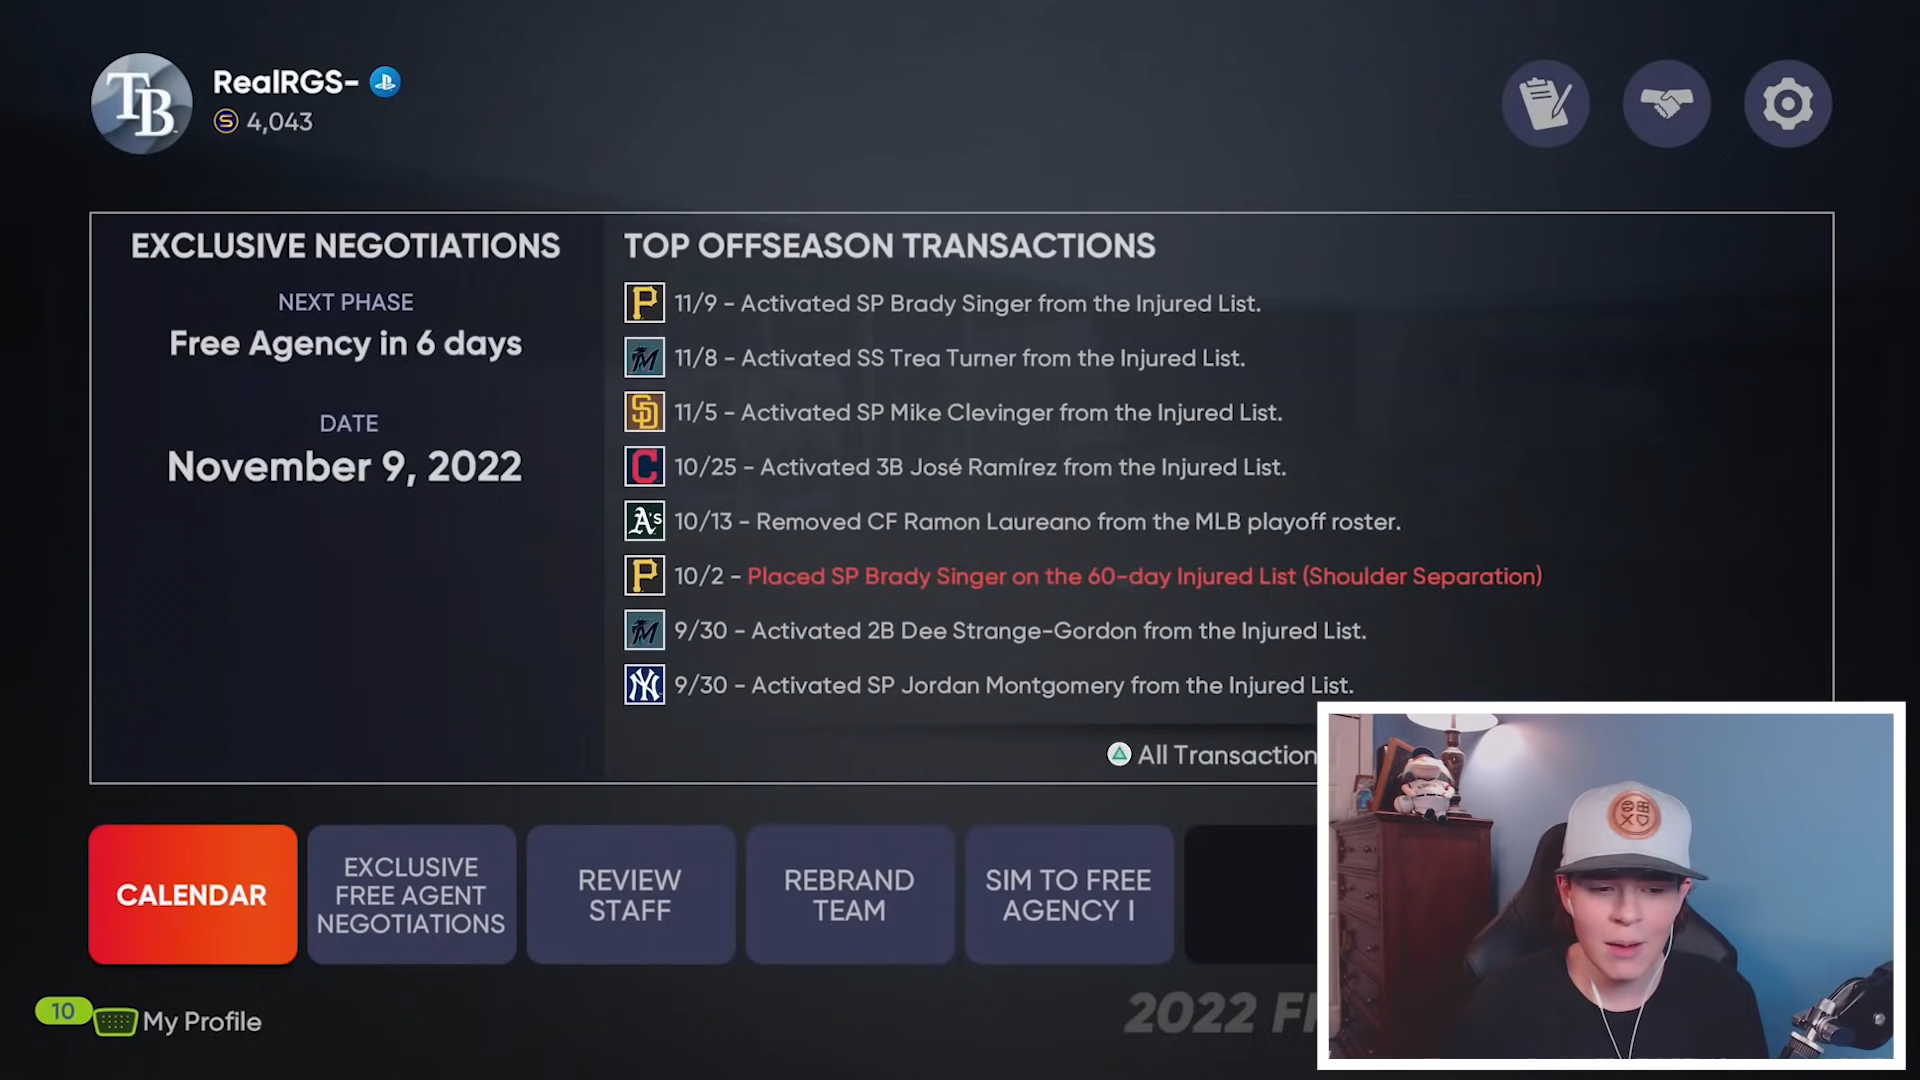 TB
RealRGS-
S 4,043
EXCLUSIVE NEGOTIATIONS
NEXT PHASE
Free Agency in 6 days
DATE
November 9, 2022
TOP OFFSEASON TRANSACTIONS
P 11/9 - Activated SP Brady Singer from the Injured List.
M 11/8 - Activated SS Trea Turner from the Injured List.
SD 11/5 - Activated SP Mike Clevinger from the Injured List.
C 10/25 - Activated 3B José Ramírez from the Injured List.
A's 10/13 - Removed CF Ramon Laureano from the MLB playoff roster.
P 10/2 - Placed SP Brady Singer on the 60-day Injured List (Shoulder Separation)
M 9/30 - Activated 2B Dee Strange-Gordon from the Injured List.
NY 9/30 - Activated SP Jordan Montgomery from the Injured List.
All Transaction
CALENDAR
EXCLUSIVE
FREE AGENT
NEGOTIATIONS
REVIEW
STAFF
REBRAND
TEAM
SIM TO FREE
AGENCY I
10 My Profile
2022 F